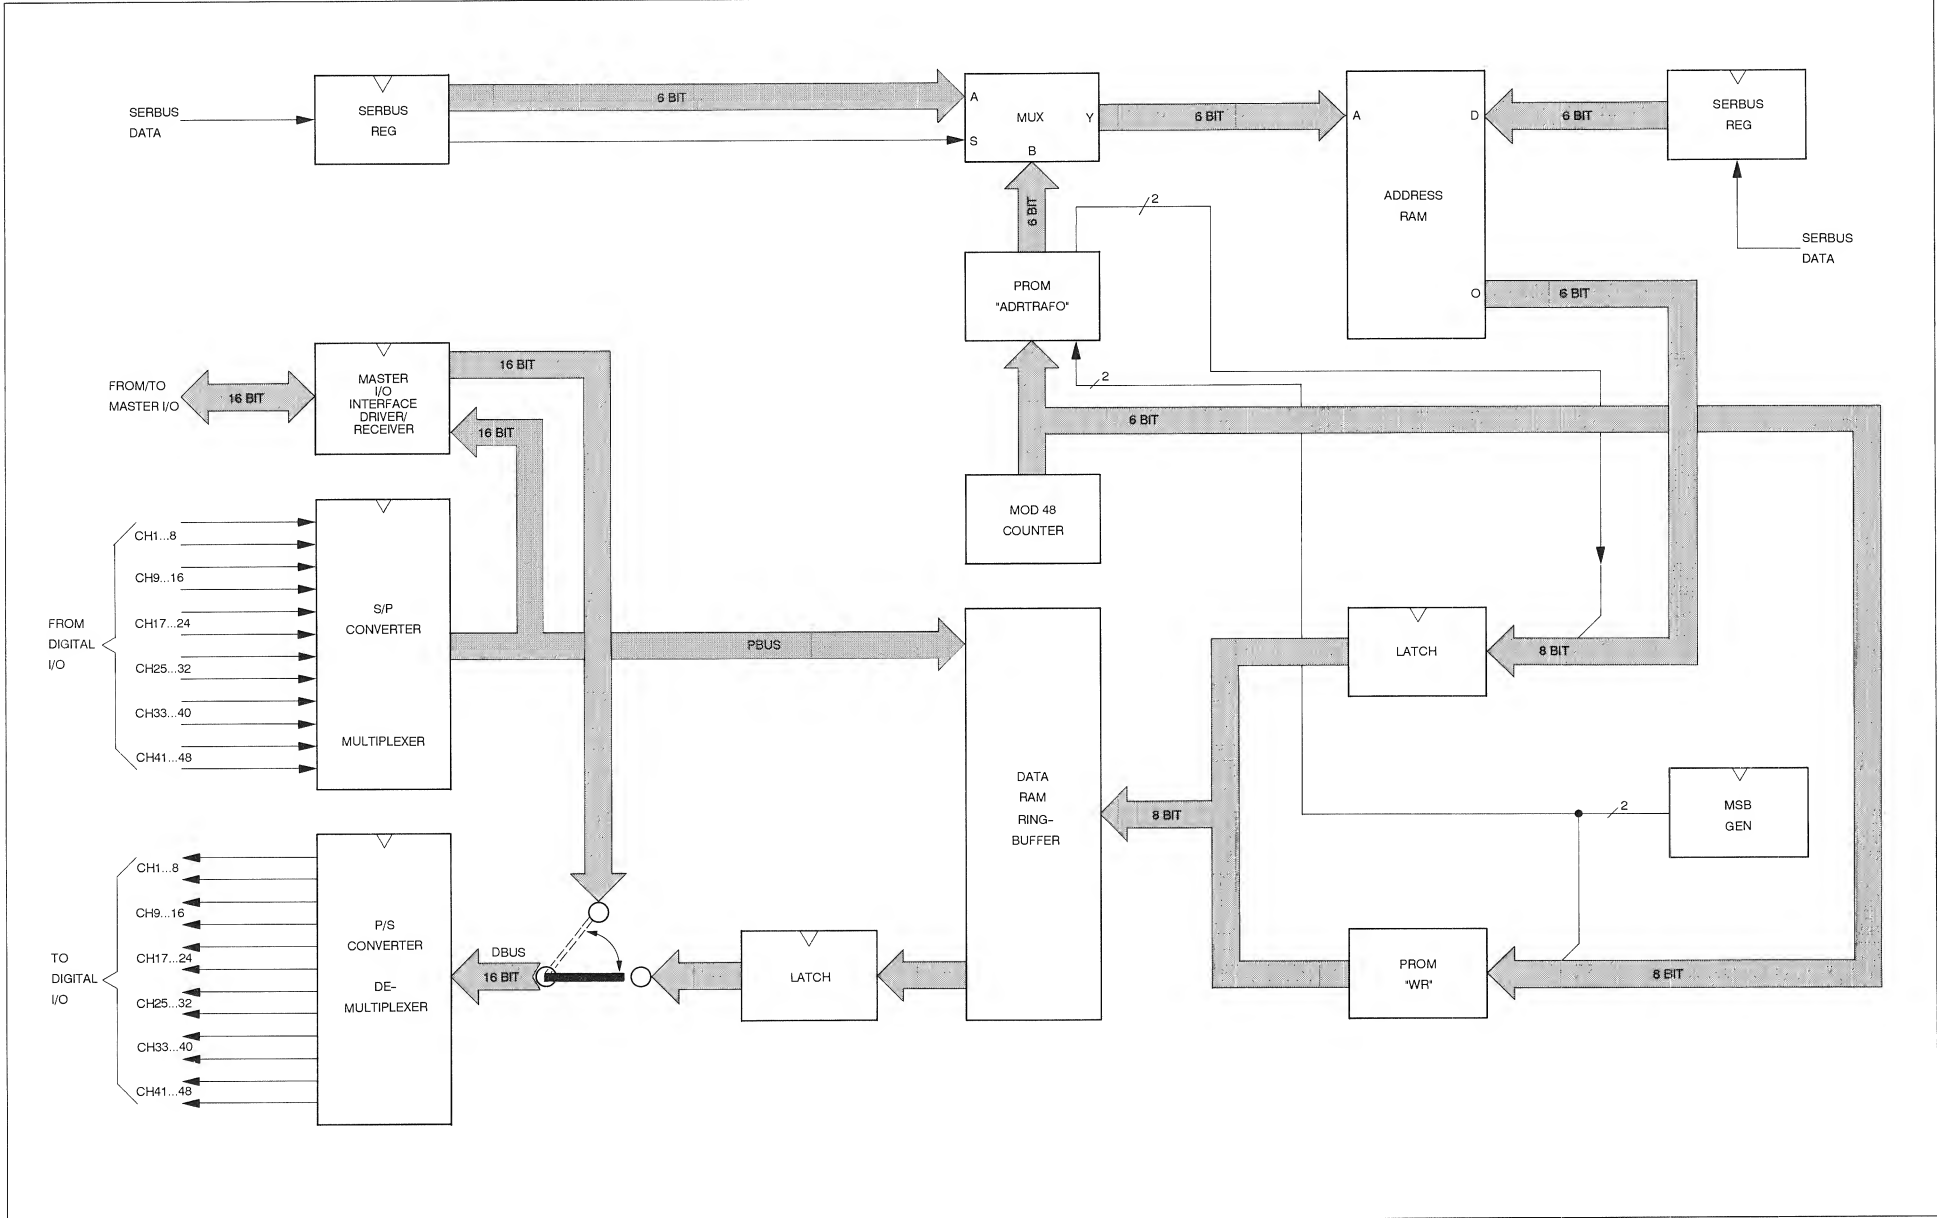 SERBUS
DATA
SERBUS
REG
6 BIT
A
S
MUX
B
Y
6 BIT
A
D
ADDRESS
RAM
O
6 BIT
SERBUS
REG
SERBUS
DATA
6 BIT
2
PROM
"ADRTRAFO"
6 BIT
FROM/TO
MASTER I/O
16 BIT
MASTER
I/O
INTERFACE
DRIVER/
RECEIVER
16 BIT
16 BIT
2
6 BIT
MOD 48
COUNTER
FROM
DIGITAL
I/O
CH1...8
CH9...16
CH17...24
CH25...32
CH33...40
CH41...48
S/P
CONVERTER
MULTIPLEXER
PBUS
DATA
RAM
RING-
BUFFER
LATCH
8 BIT
8 BIT
2
MSB
GEN
TO
DIGITAL
I/O
CH1...8
CH9...16
CH17...24
CH25...32
CH33...40
CH41...48
P/S
CONVERTER
DE-
MULTIPLEXER
DBUS
16 BIT
LATCH
PROM
"WR"
8 BIT